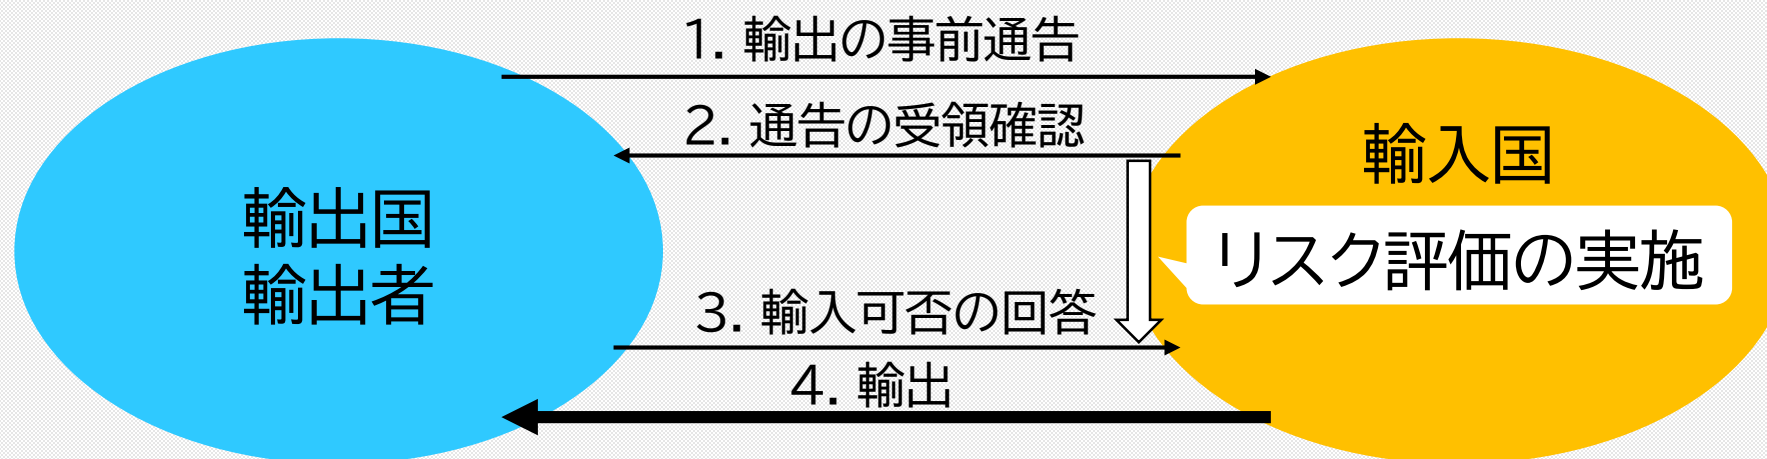 1. 輸出の事前通告
2. 通告の受領確認
輸出国
輸出者
輸入国
リスク評価の実施
3. 輸入可否の回答
4. 輸出